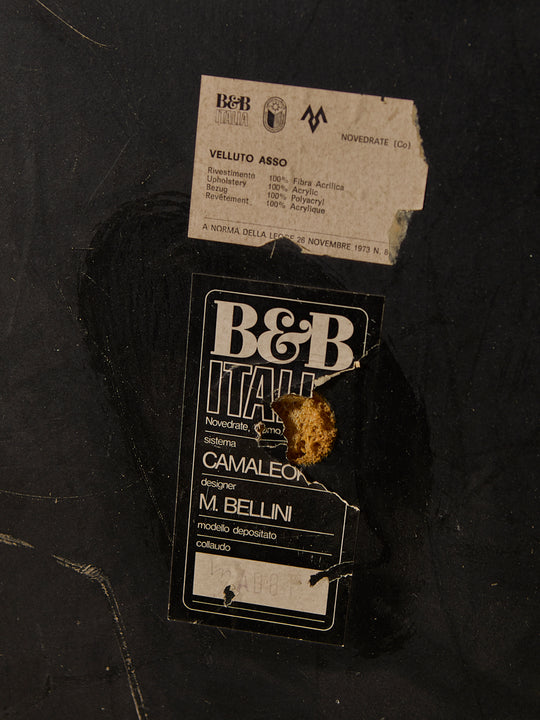 B&B
ITALIA
NOVEDRATE (Co)
VELLUTO ASSO
Rivestimento 100% Fibra Acrilica
Upholstery 100% Acrylic
Bezug 100% Polyacryl
Revêtement 100% Acrylique
A NORMA DELLA LEGGE 26 NOVEMBRE 1973 N. 8
B&B
ITALI
Novedrate,
sistema
CAMALEO
designer
M. BELLINI
modello depositato
collaudo